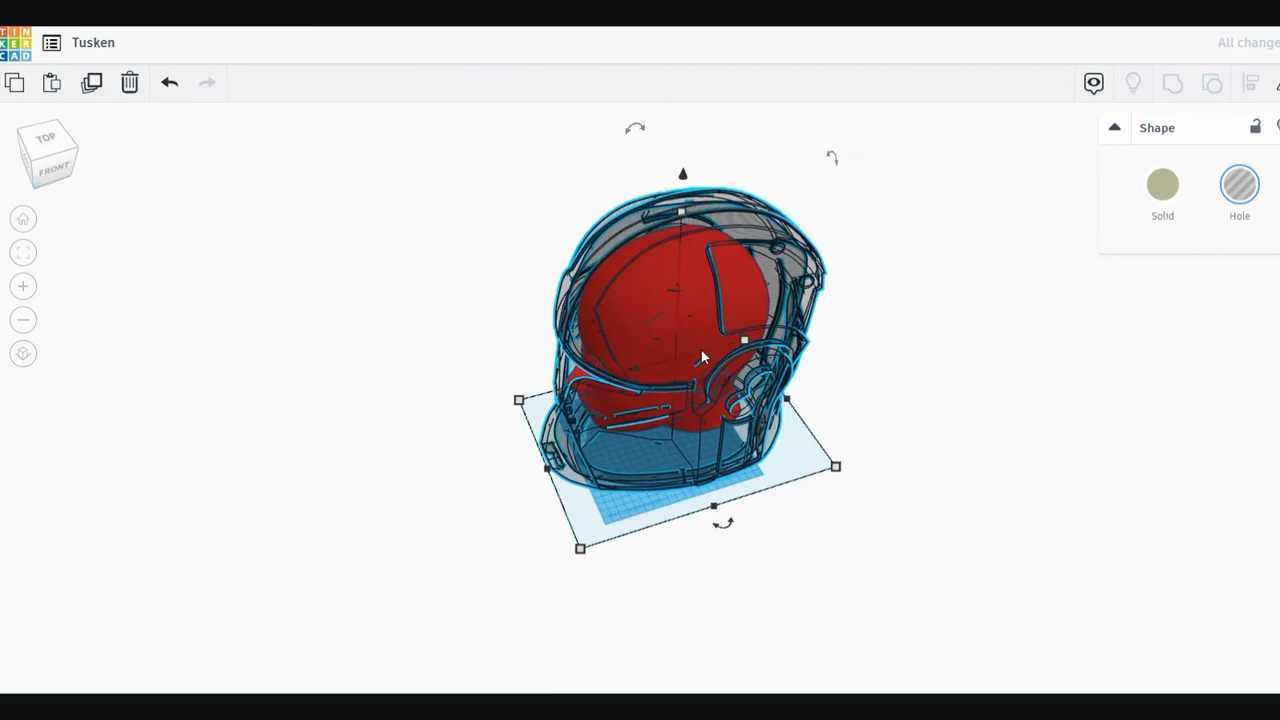 TIN
KER
CAD
Tusken
All change
TOP
FRONT
Shape
Solid
Hole